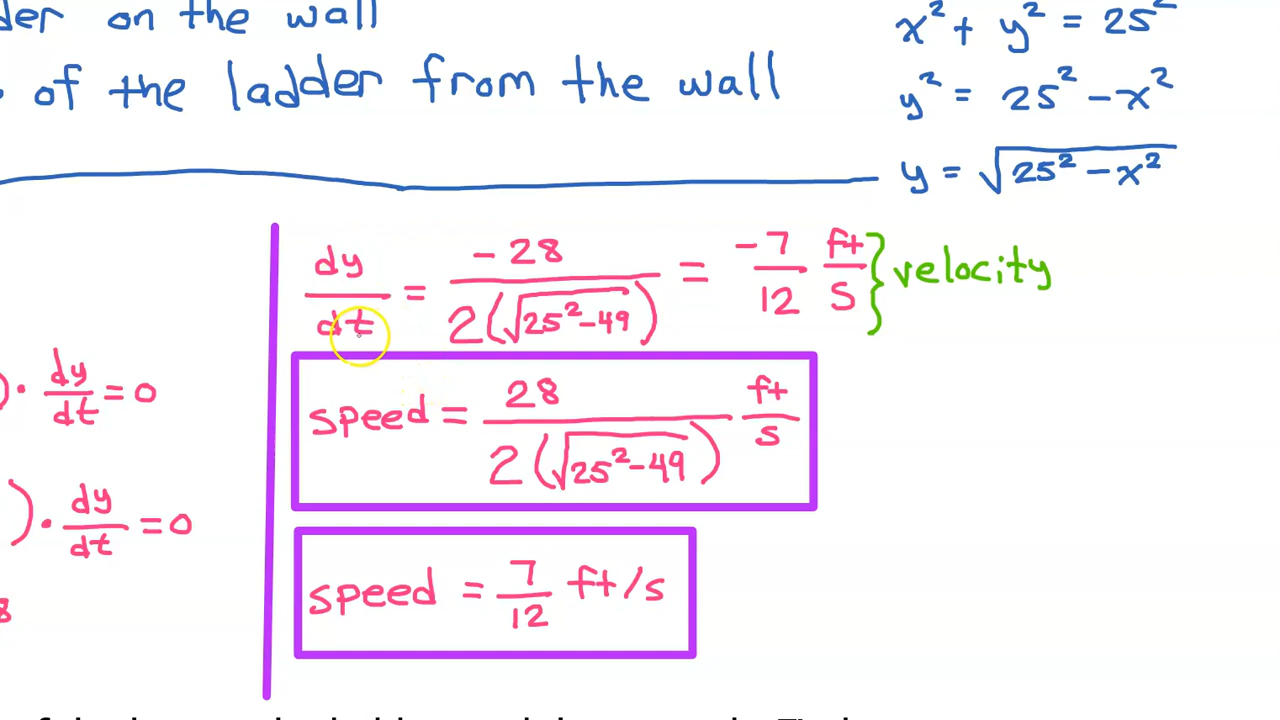 der on the wall
of the ladder from the wall
x² + y² = 25²
y² = 25² - x²
y = √(25² - x²)
) · dy/dt = 0
) · dy/dt = 0
8
dy/dt = -28 / 2(√(25² - 49)) = -7/12 ft/s } velocity
speed = 28 / 2(√(25² - 49)) ft/s
speed = 7/12 ft/s